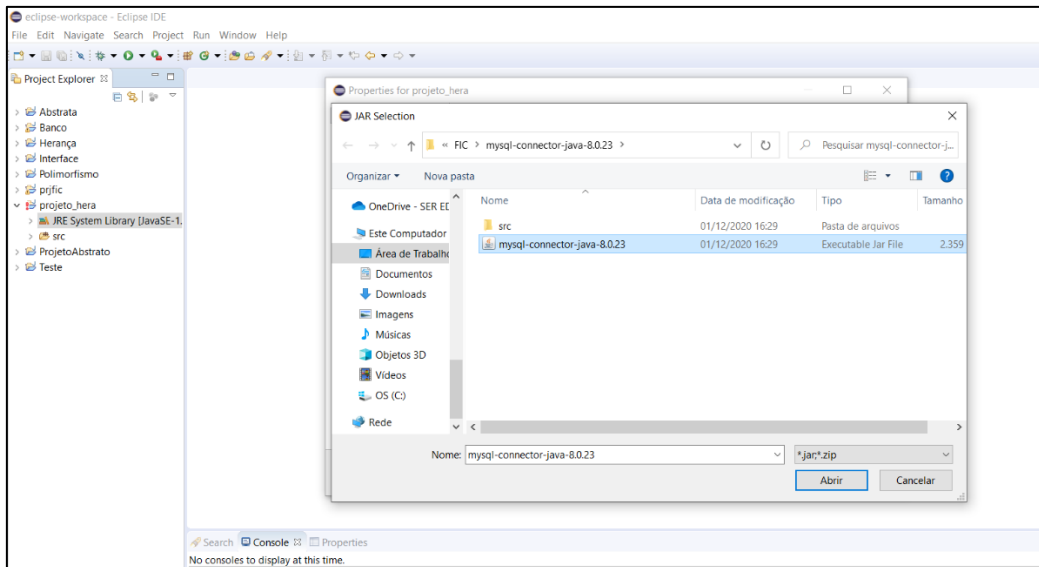 eclipse-workspace - Eclipse IDE
File Edit Navigate Search Project Run Window Help
Project Explorer
Abstrata
Banco
Herança
Interface
Polimorfismo
prjfic
projeto_hera
JRE System Library [JavaSE-1.
src
ProjetoAbstrato
Teste
Properties for projeto_hera
JAR Selection
« FIC > mysql-connector-java-8.0.23 >
Pesquisar mysql-connector-j...
Organizar Nova pasta
OneDrive - SER ED
Este Computador
Área de Trabalho
Documentos
Downloads
Imagens
Músicas
Objetos 3D
Vídeos
OS (C:)
Rede
Nome Data de modificação Tipo Tamanho
src 01/12/2020 16:29 Pasta de arquivos
mysql-connector-java-8.0.23 01/12/2020 16:29 Executable Jar File 2.359
Nome: mysql-connector-java-8.0.23 *.jar;*.zip
Abrir Cancelar
Search Console Properties
No consoles to display at this time.